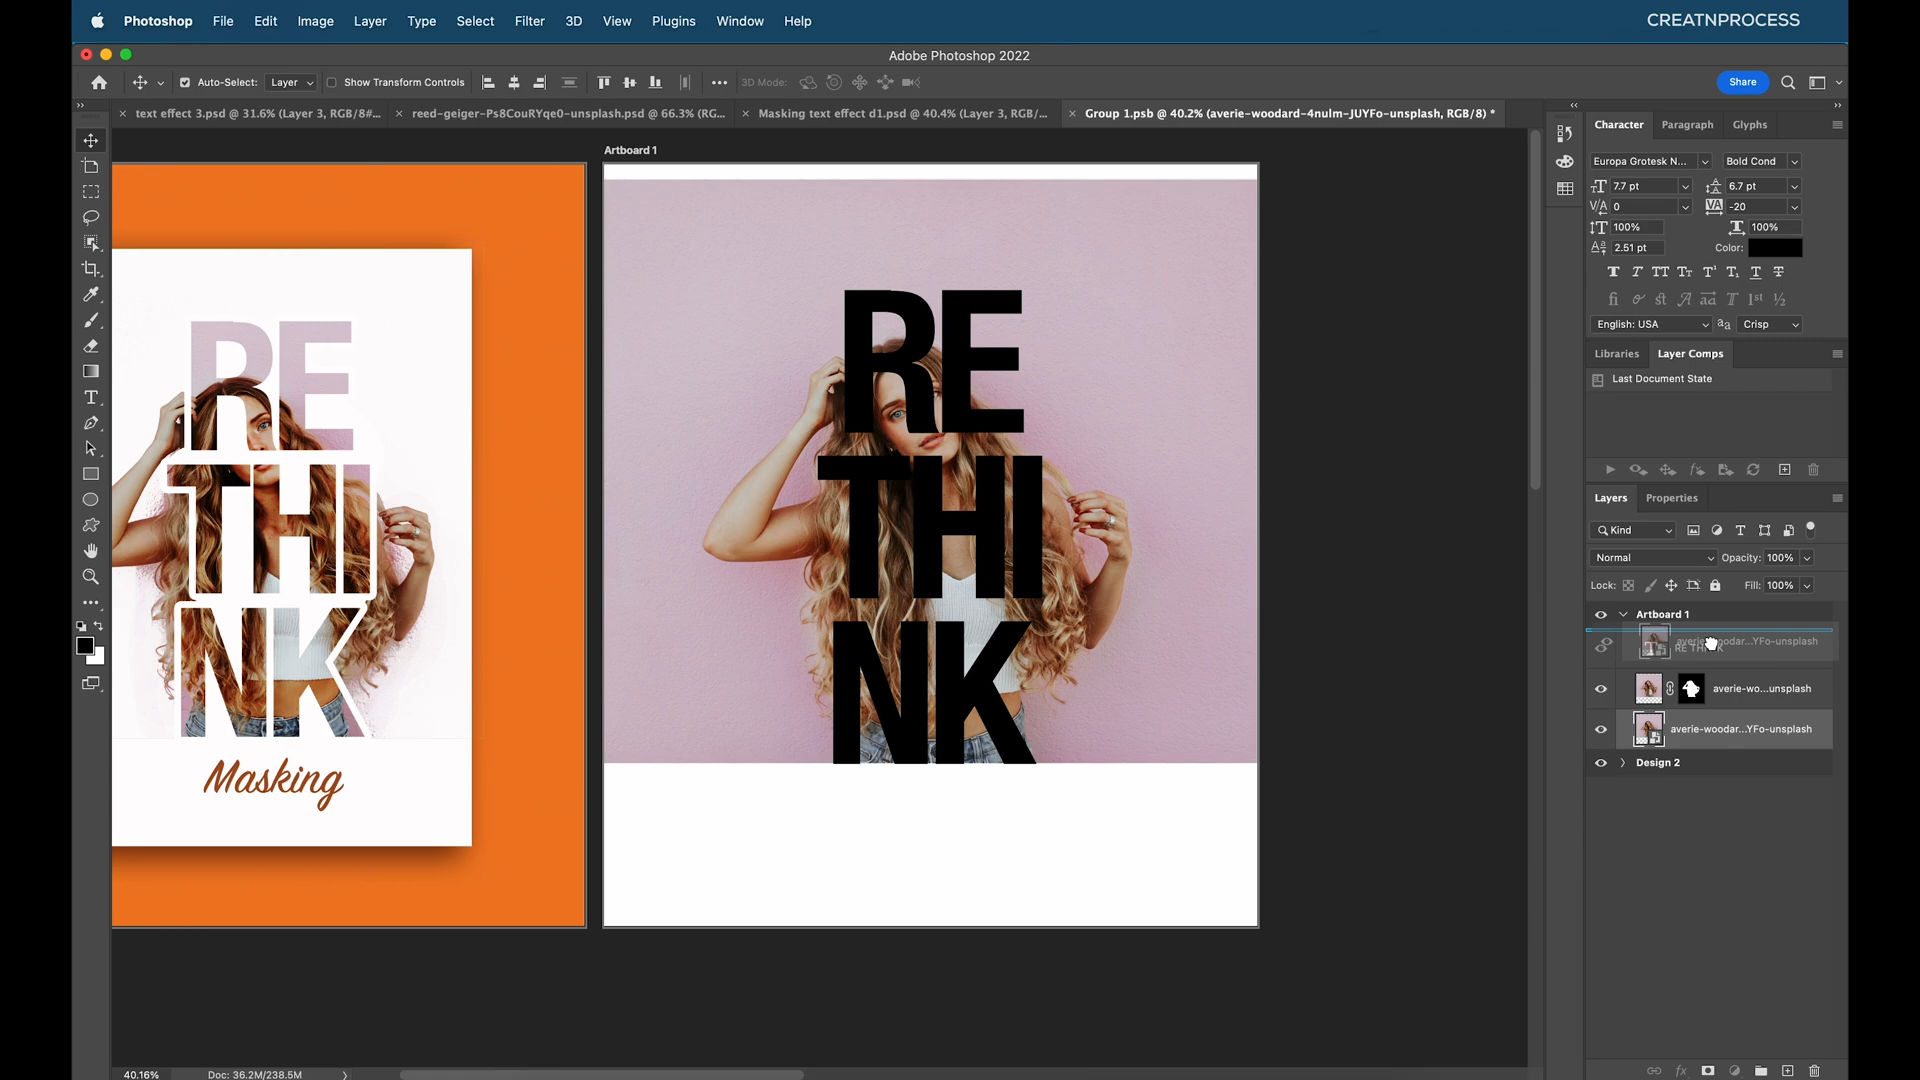 Photoshop File Edit Image Layer Type Select Filter 3D View Plugins Window Help
CREATNPROCESS
Adobe Photoshop 2022
Auto-Select: Layer Show Transform Controls 3D Mode: Share
text effect 3.psd @ 31.6% (Layer 3, RGB/8#...
reed-geiger-Ps8CouRYqe0-unsplash.psd @ 66.3% (RG...
Masking text effect d1.psd @ 40.4% (Layer 3, RGB/...
Group 1.psb @ 40.2% (averie-woodard-4nulm-JUYFo-unsplash, RGB/8) *
Artboard 1
RE
THI
NK
Masking
RE
THI
NK
Character Paragraph Glyphs
Europa Grotesk N... Bold Cond
7.7 pt 6.7 pt
0 -20
100% 100%
2.51 pt Color:
English: USA Crisp
Libraries Layer Comps
Last Document State
Layers Properties
Kind
Normal Opacity: 100%
Lock: Fill: 100%
Artboard 1
averie-wo...unsplash
averie-woodar...YFo-unsplash
Design 2
40.16% Doc: 36.2M/238.5M